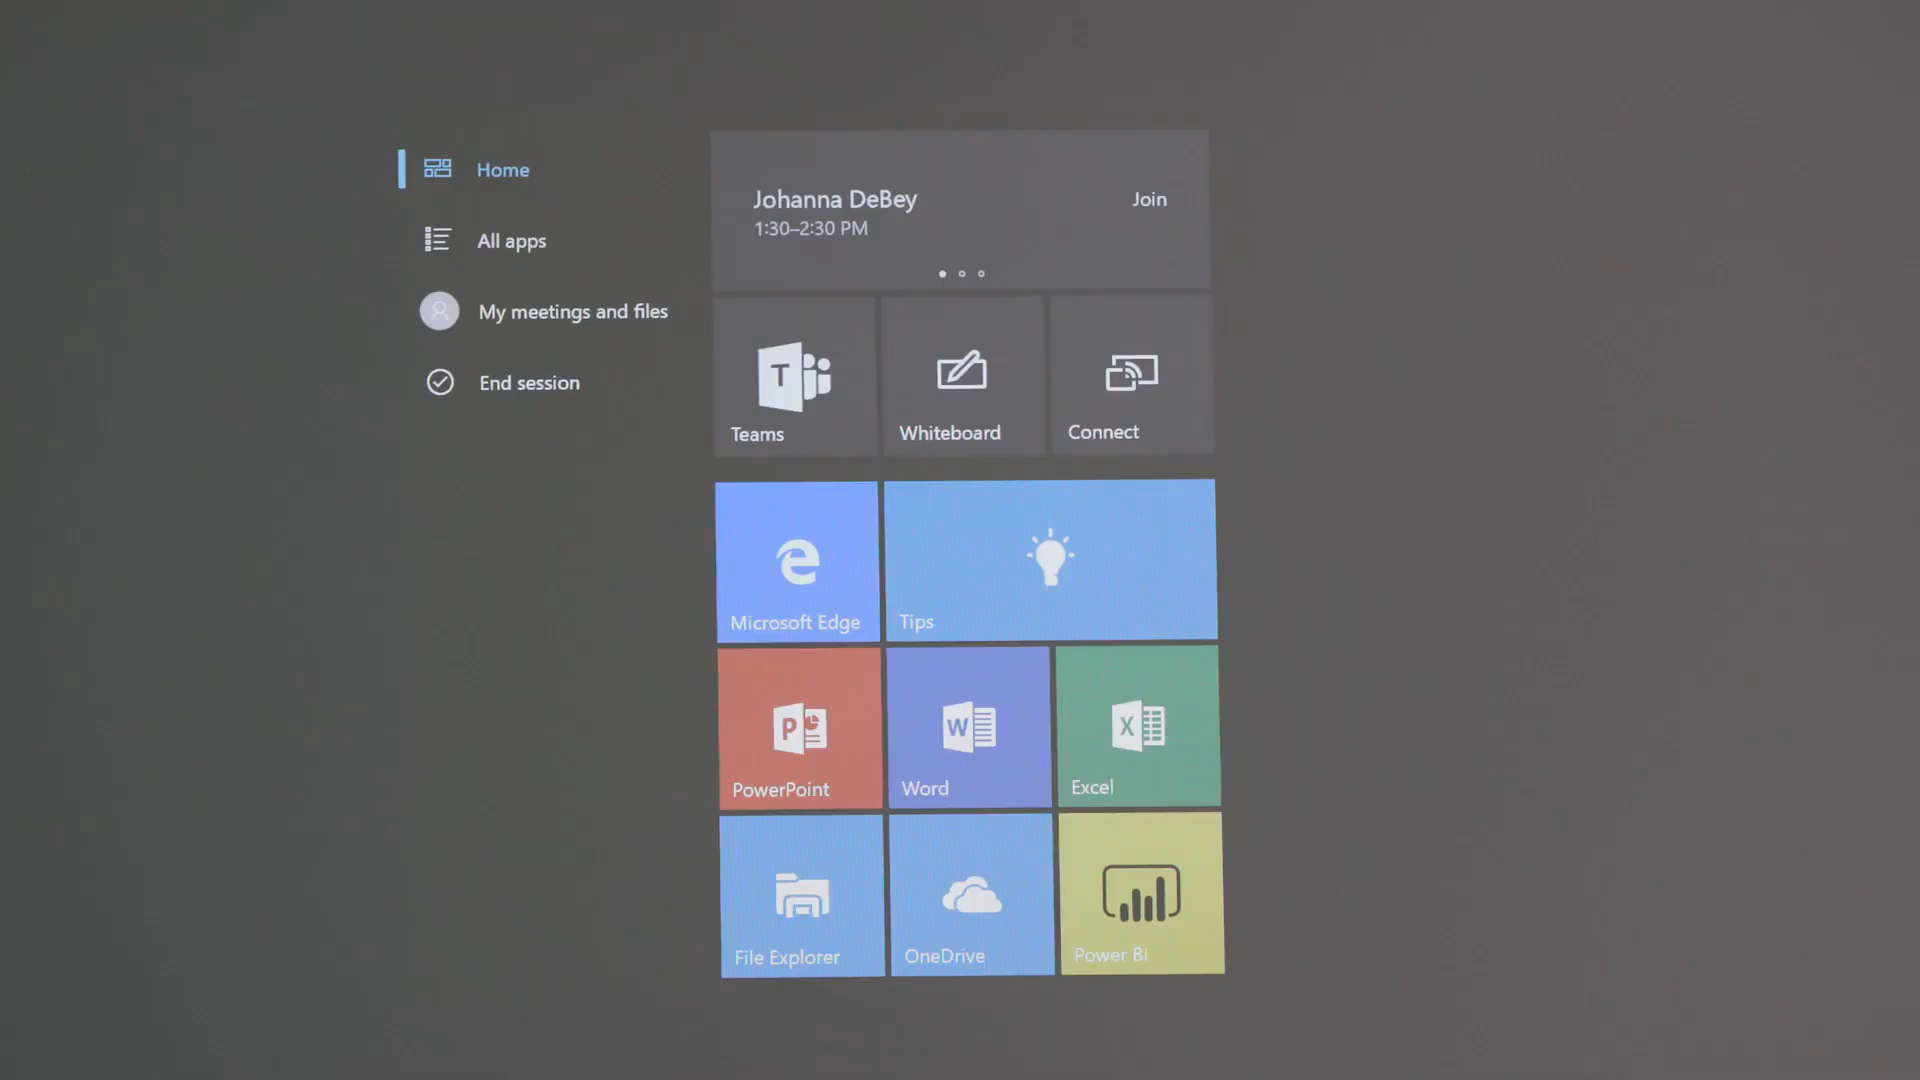 Home
All apps
My meetings and files
End session
Johanna DeBey
1:30–2:30 PM
Join
T
Teams
Whiteboard
Connect
Microsoft Edge
Tips
P
PowerPoint
W
Word
X
Excel
File Explorer
OneDrive
Power BI